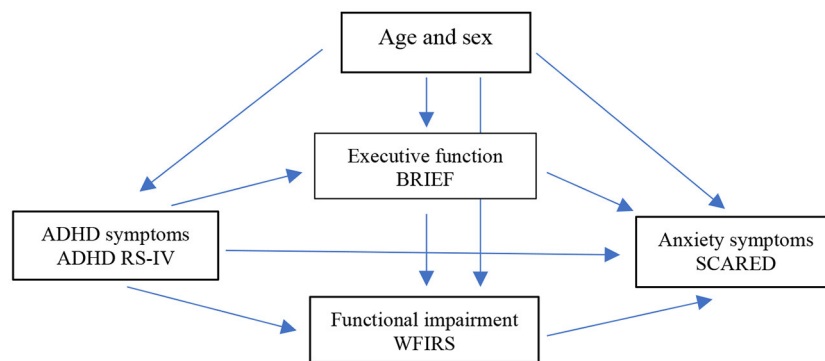 Age and sex
Executive function
BRIEF
ADHD symptoms
ADHD RS-IV
Anxiety symptoms
SCARED
Functional impairment
WFIRS